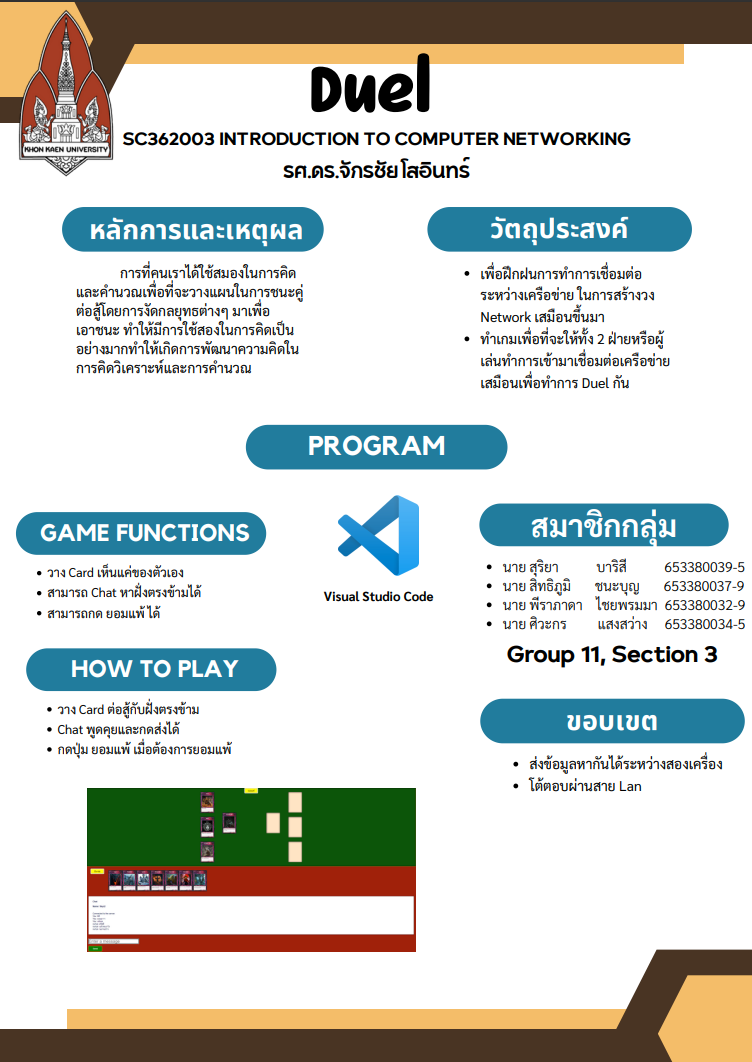 Duel
KHON KAEN UNIVERSITY
SC362003 INTRODUCTION TO COMPUTER NETWORKING
รศ.ดร.จักรชัย โสอินทร์
หลักการและเหตุผล
การที่คนเราได้ใช้สมองในการคิด
และคำนวณเพื่อที่จะวางแผนในการชนะคู่
ต่อสู้โดยการงัดกลยุทธต่างๆ มาเพื่อ
เอาชนะ ทำให้มีการใช้สองในการคิดเป็น
อย่างมากทำให้เกิดการพัฒนาความคิดใน
การคิดวิเคราะห์และการคำนวณ
วัตถุประสงค์
• เพื่อฝึกฝนการทำการเชื่อมต่อ
ระหว่างเครือข่าย ในการสร้างวง
Network เสมือนขึ้นมา
• ทำเกมเพื่อที่จะให้ทั้ง 2 ฝ่ายหรือผู้
เล่นทำการเข้ามาเชื่อมต่อเครือข่าย
เสมือนเพื่อทำการ Duel กัน
PROGRAM
GAME FUNCTIONS
• วาง Card เห็นแค่ของตัวเอง
• สามารถ Chat หาฝั่งตรงข้ามได้
• สามารถกด ยอมแพ้ ได้
Visual Studio Code
สมาชิกกลุ่ม
• นาย สุริยา บาริสี 653380039-5
• นาย สิทธิภูมิ ชนะบุญ 653380037-9
• นาย พีราภาดา ไชยพรมมา 653380032-9
• นาย ศิวะกร แสงสว่าง 653380034-5
Group 11, Section 3
HOW TO PLAY
• วาง Card ต่อสู้กับฝั่งตรงข้าม
• Chat พูดคุยและกดส่งได้
• กดปุ่ม ยอมแพ้ เมื่อต้องการยอมแพ้
ขอบเขต
• ส่งข้อมูลหากันได้ระหว่างสองเครื่อง
• โต้ตอบผ่านสาย Lan